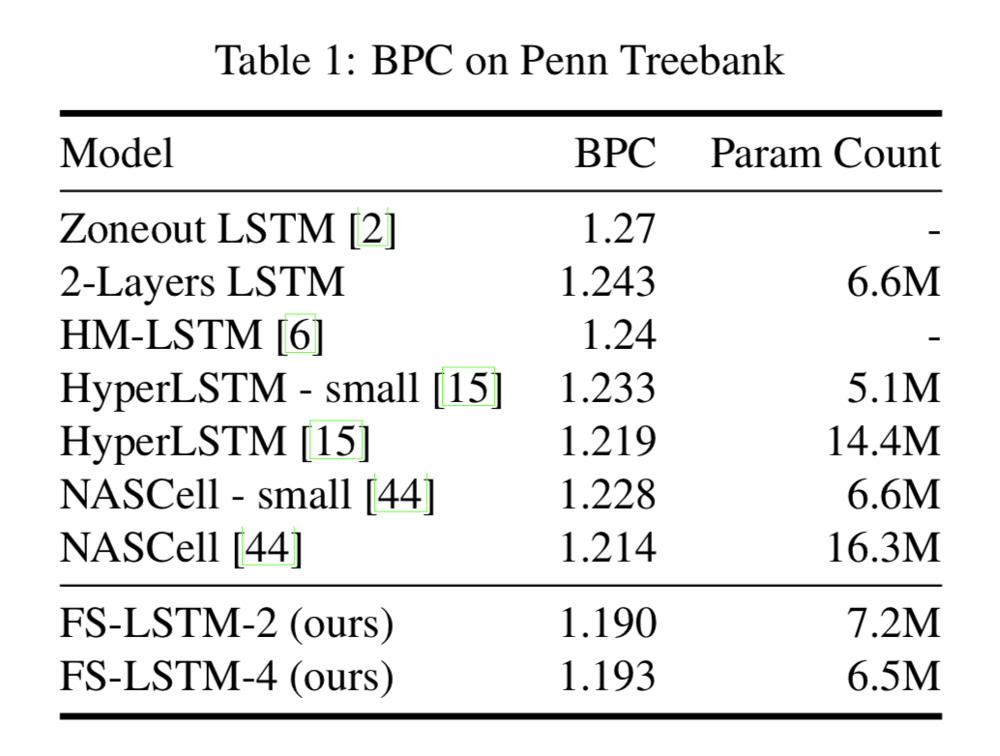 Table 1: BPC on Penn Treebank
Model BPC Param Count
Zoneout LSTM [2] 1.27 -
2-Layers LSTM 1.243 6.6M
HM-LSTM [6] 1.24 -
HyperLSTM - small [15] 1.233 5.1M
HyperLSTM [15] 1.219 14.4M
NASCell - small [44] 1.228 6.6M
NASCell [44] 1.214 16.3M
FS-LSTM-2 (ours) 1.190 7.2M
FS-LSTM-4 (ours) 1.193 6.5M